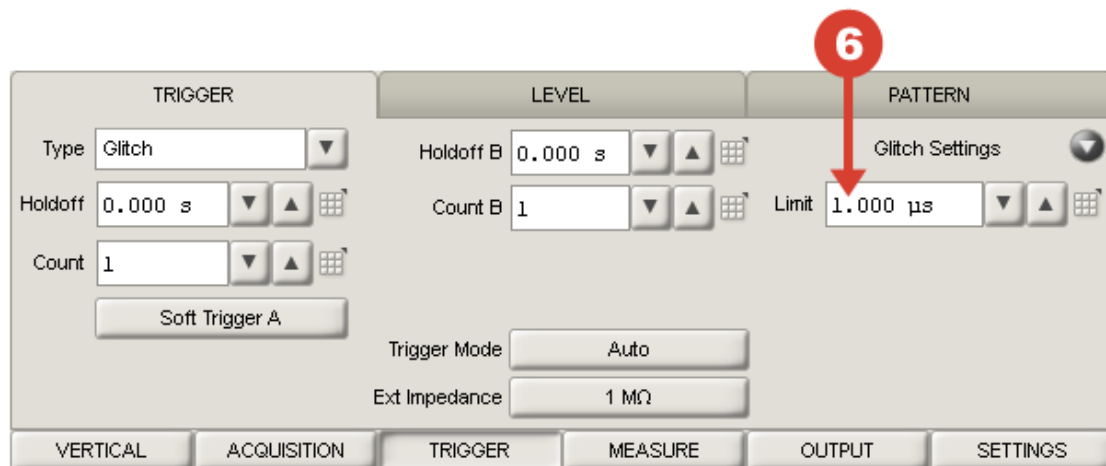 6
TRIGGER LEVEL PATTERN
Type Glitch Holdoff B 0.000 s Glitch Settings
Holdoff 0.000 s Count B 1 Limit 1.000 µs
Count 1
Soft Trigger A
Trigger Mode Auto
Ext Impedance 1 MΩ
VERTICAL ACQUISITION TRIGGER MEASURE OUTPUT SETTINGS